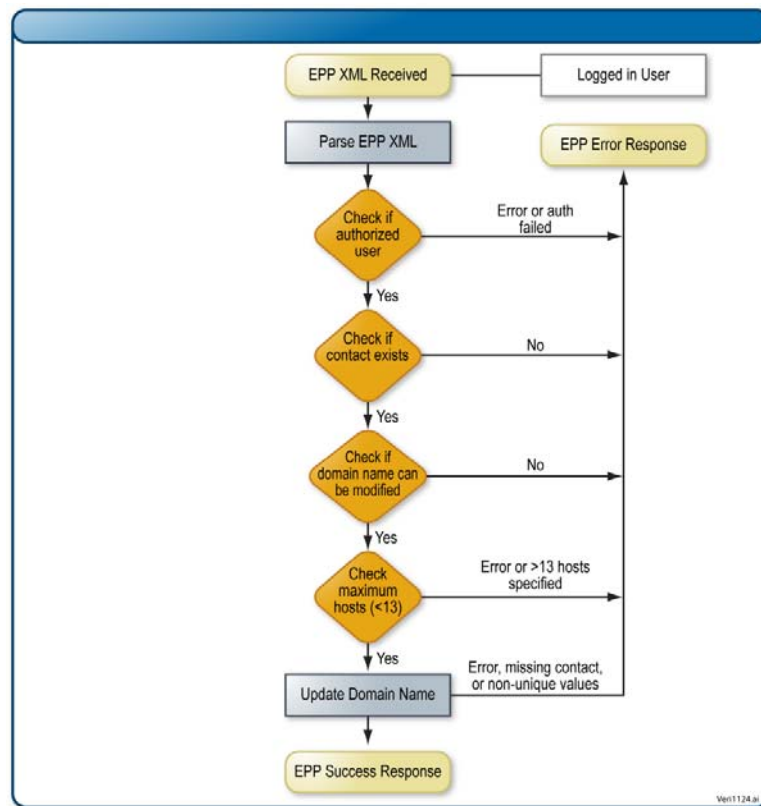 EPP XML Received
Logged in User
Parse EPP XML
EPP Error Response
Check if
authorized
user
Error or auth
failed
Yes
Check if
contact exists
No
Yes
Check if
domain name can
be modified
No
Yes
Check
maximum
hosts (<13)
Error or >13 hosts
specified
Yes
Update Domain Name
Error, missing contact,
or non-unique values
EPP Success Response
Veri1124.ai